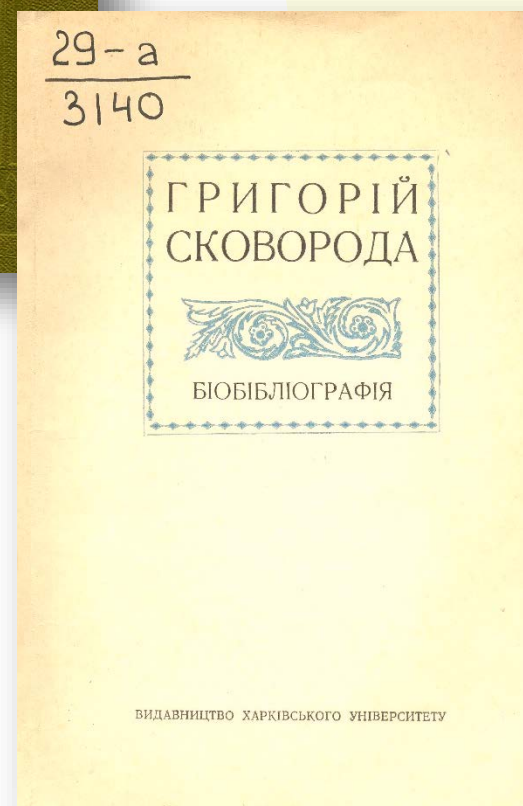 29-а
3140
ГРИГОРІЙ
СКОВОРОДА
БІОБІБЛІОГРАФІЯ
ВИДАВНИЦТВО ХАРКІВСЬКОГО УНІВЕРСИТЕТУ